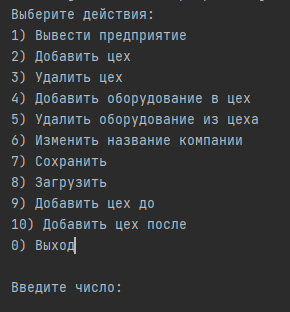 Выберите действия:
1) Вывести предприятие
2) Добавить цех
3) Удалить цех
4) Добавить оборудование в цех
5) Удалить оборудование из цеха
6) Изменить название компании
7) Сохранить
8) Загрузить
9) Добавить цех до
10) Добавить цех после
0) Выход
Введите число: